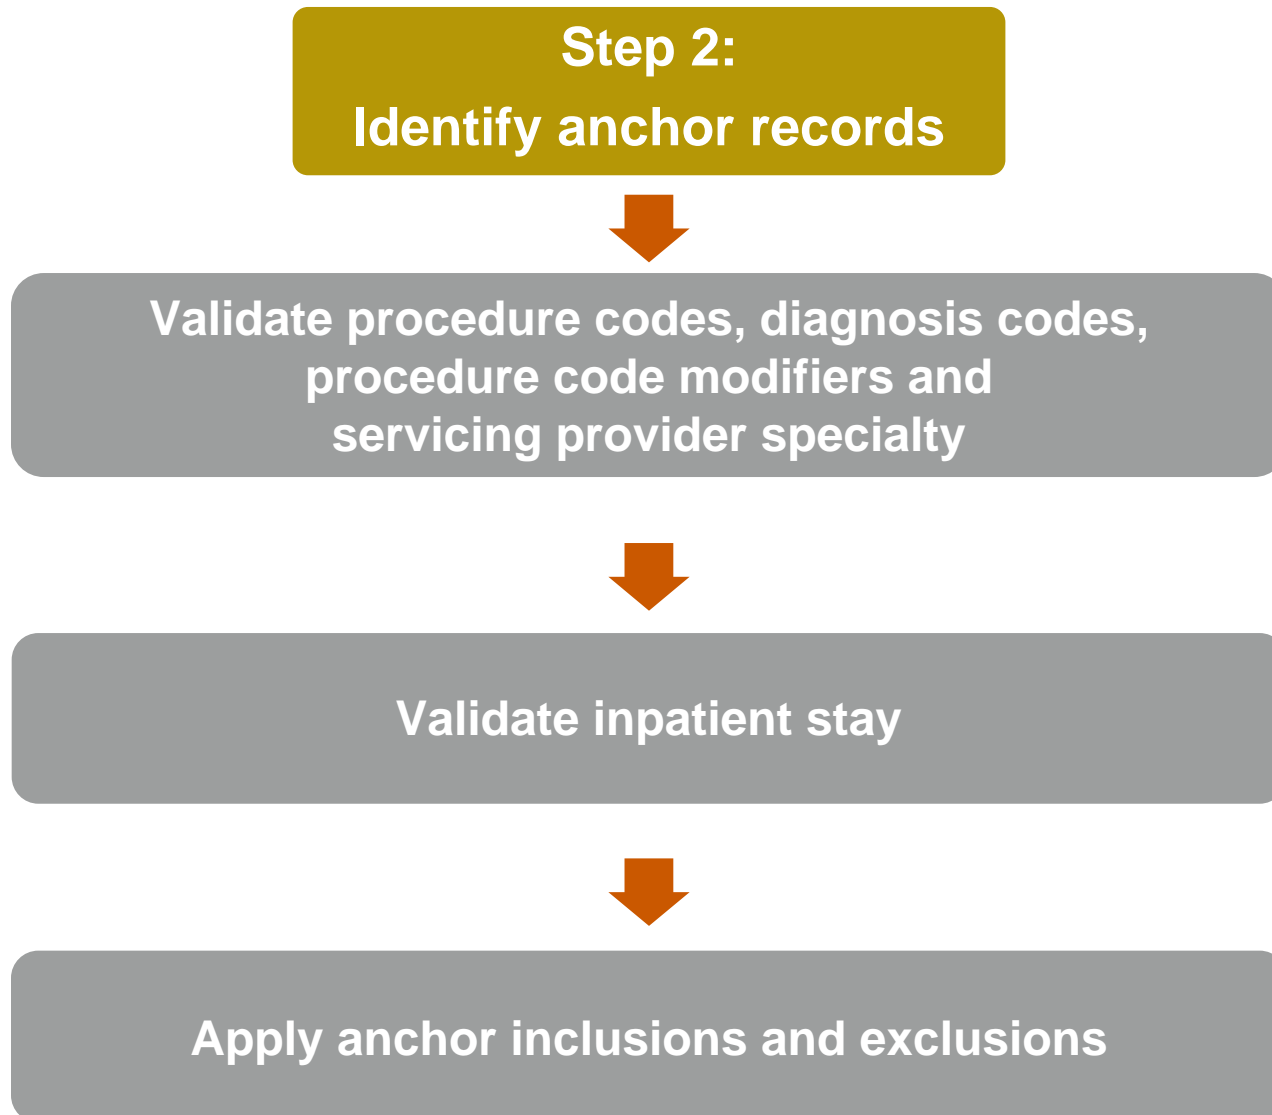 Step 2:
Identify anchor records
Validate procedure codes, diagnosis codes,
procedure code modifiers and
servicing provider specialty
Validate inpatient stay
Apply anchor inclusions and exclusions